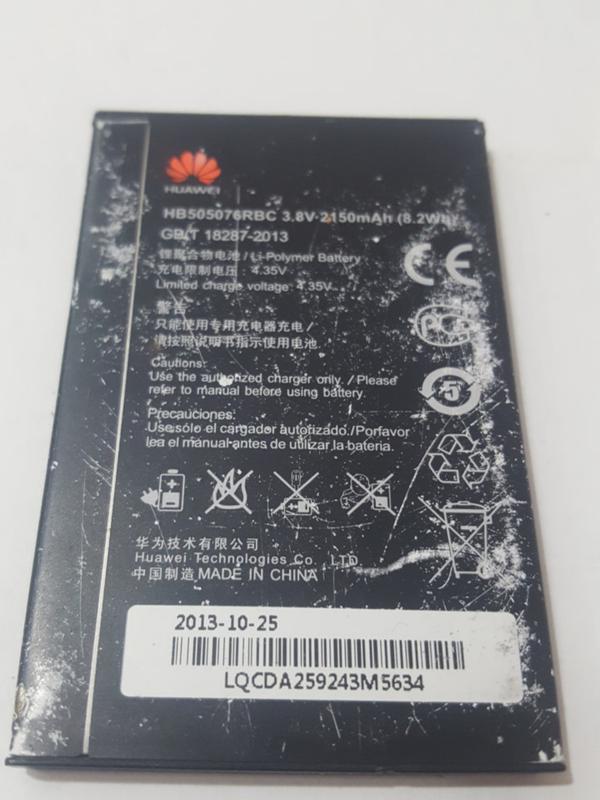 HUAWEI
HB505076RBC 3.8V 2150mAh (8.2Wh)
GB/T 18287-2013
锂聚合物电池 / Li-Polymer Battery
充电限制电压: 4.35V
Limited charge voltage: 4.35V
警告
只能使用专用充电器充电 /
请按照说明书指示使用电池.
Cautions:
Use the authorized charger only. / Please
refer to manual before using battery.
Precauciones:
Use sólo el cargador autorizado./Porfavor
lea el manual antes de utilizar la bateria.
CE
5
华为技术有限公司
Huawei Technologies Co., LTD.
中国制造 MADE IN CHINA
2013-10-25
LQCDA259243M5634